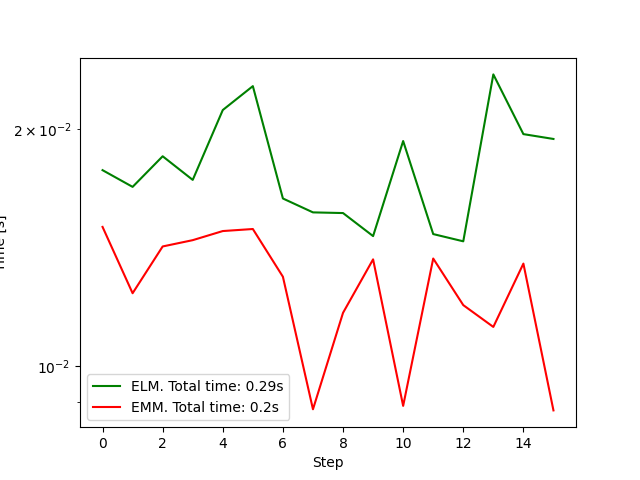 2 × 10⁻²
10⁻²
Time [s]
ELM. Total time: 0.29s
EMM. Total time: 0.2s
0 2 4 6 8 10 12 14
Step